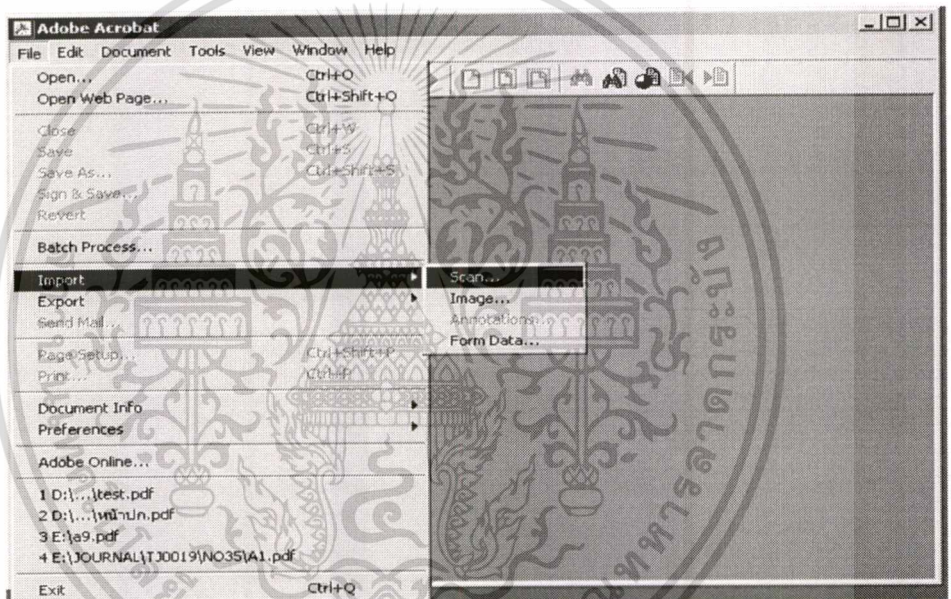 Adobe Acrobat
File Edit Document Tools View Window Help
Open... Ctrl+O
Open Web Page... Ctrl+Shift+O
Close Ctrl+W
Save Ctrl+S
Save As... Ctrl+Shift+S
Sign & Save...
Revert
Batch Process...
Import
Export
Send Mail...
Page Setup... Ctrl+Shift+P
Print... Ctrl+P
Document Info
Preferences
Adobe Online...
1 D:\...\test.pdf
2 D:\...\หน้าปก.pdf
3 E:\a9.pdf
4 E:\JOURNAL\TJ0019\NO35\A1.pdf
Exit Ctrl+Q
Scan...
Image...
Annotations...
Form Data...